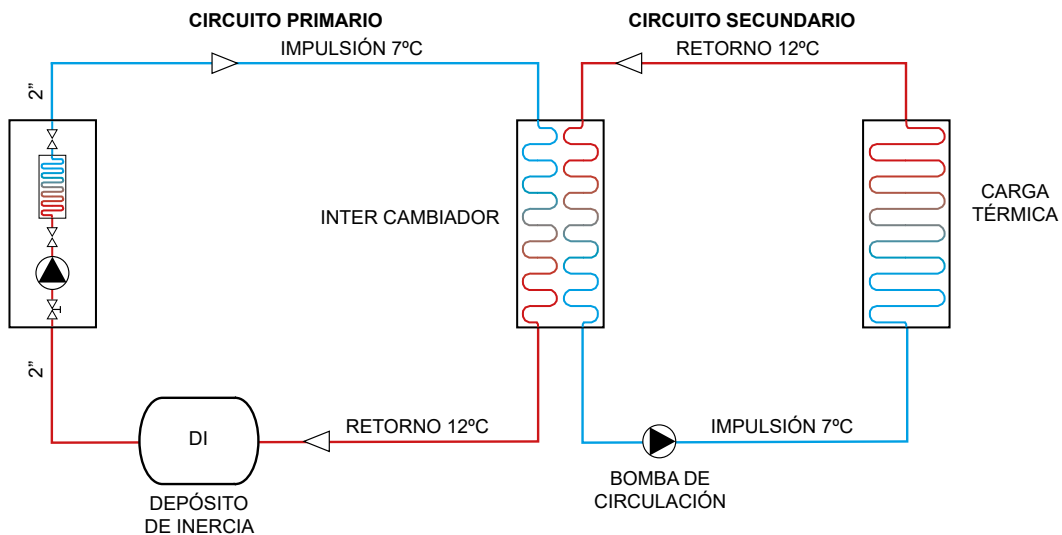 CIRCUITO PRIMARIO
CIRCUITO SECUNDARIO
IMPULSIÓN 7ºC
RETORNO 12ºC
2”
INTER CAMBIADOR
CARGA
TÉRMICA
2”
DI
RETORNO 12ºC
IMPULSIÓN 7ºC
DEPÓSITO
DE INERCIA
BOMBA DE
CIRCULACIÓN